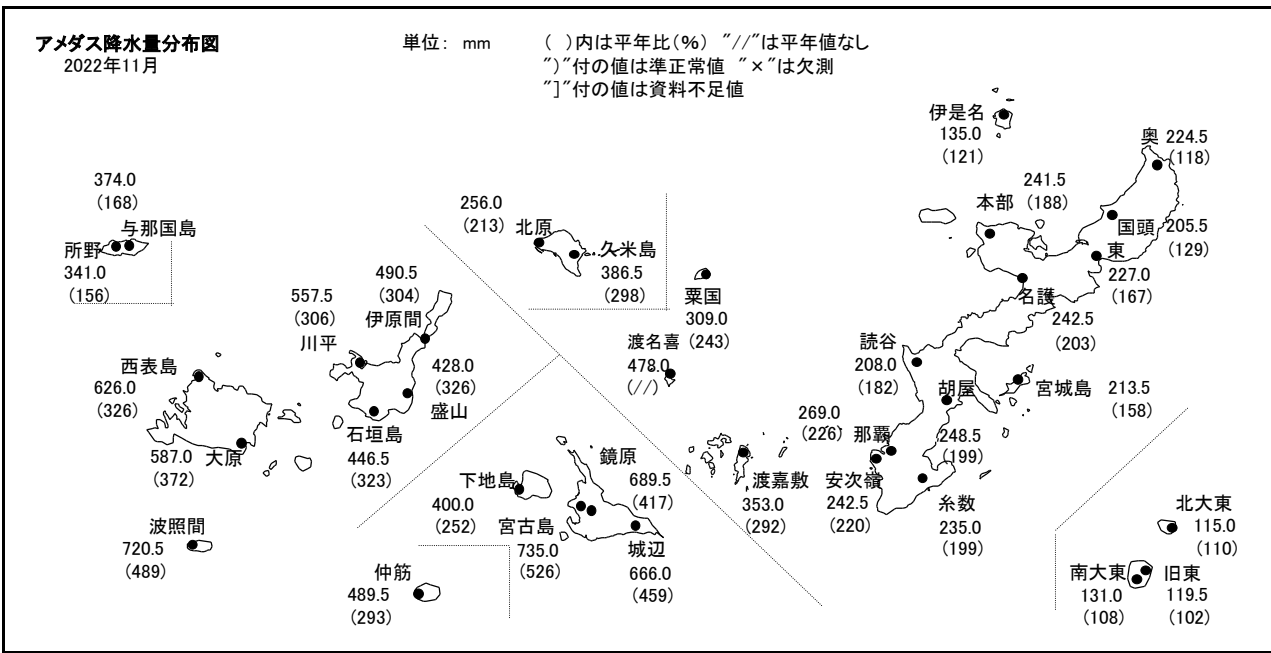 アメダス降水量分布図 単位： mm ( )内は平年比(%) "//"は平年値なし
2022年11月 ")"付の値は準正常値 "×"は欠測
"]"付の値は資料不足値
伊是名
135.0
(121)
奥 224.5
(118)
241.5
本部 (188)
国頭 205.5
(129)
東
227.0
(167)
名護
242.5
(203)
374.0
(168)
与那国島
所野
341.0
(156)
256.0
(213) 北原
久米島
386.5
(298)
粟国
309.0
(243)
渡名喜
478.0
(//)
490.5
(304)
伊原間
557.5
(306)
川平
428.0
(326)
盛山
石垣島
446.5
(323)
西表島
626.0
(326)
587.0 大原
(372)
波照間
720.5
(489)
読谷
208.0
(182)
胡屋
248.5
(199)
宮城島 213.5
(158)
269.0
(226) 那覇
安次嶺
242.5
(220)
糸数
235.0
(199)
渡嘉敷
353.0
(292)
鏡原
689.5
(417)
下地島
400.0
(252)
宮古島
735.0
(526)
城辺
666.0
(459)
仲筋
489.5
(293)
北大東
115.0
(110)
南大東
131.0
(108)
旧東
119.5
(102)